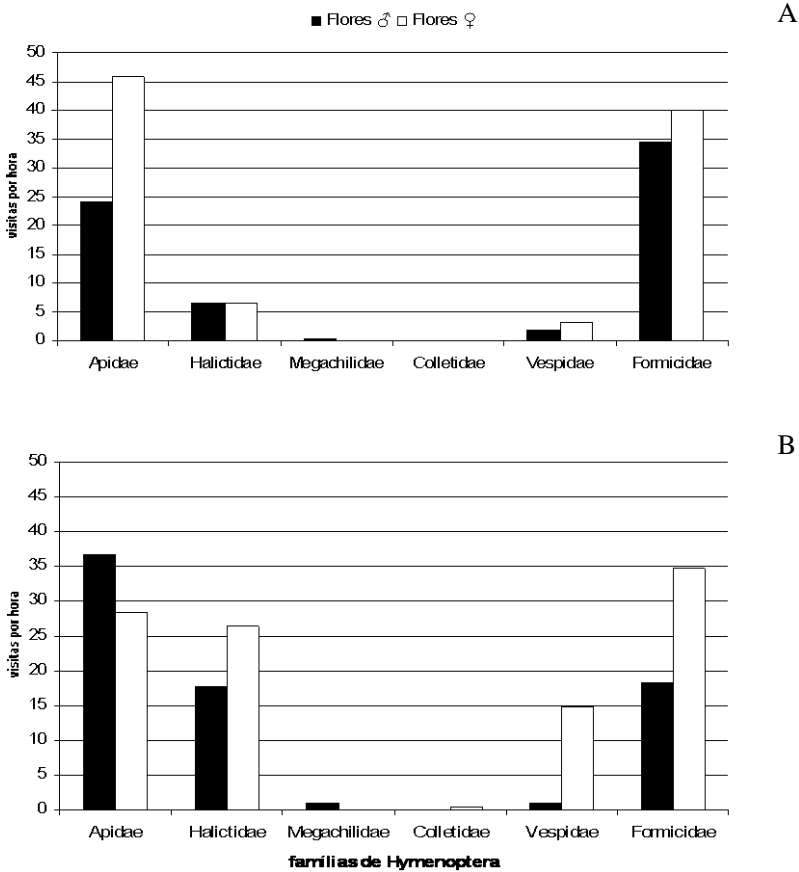 A
■ Flores ♂ □ Flores ♀
visitas por hora
50
45
40
35
30
25
20
15
10
5
0
Apidae Halictidae Megachilidae Colletidae Vespidae Formicidae
B
visitas por hora
50
45
40
35
30
25
20
15
10
5
0
Apidae Halictidae Megachilidae Colletidae Vespidae Formicidae
famílias de Hymenoptera